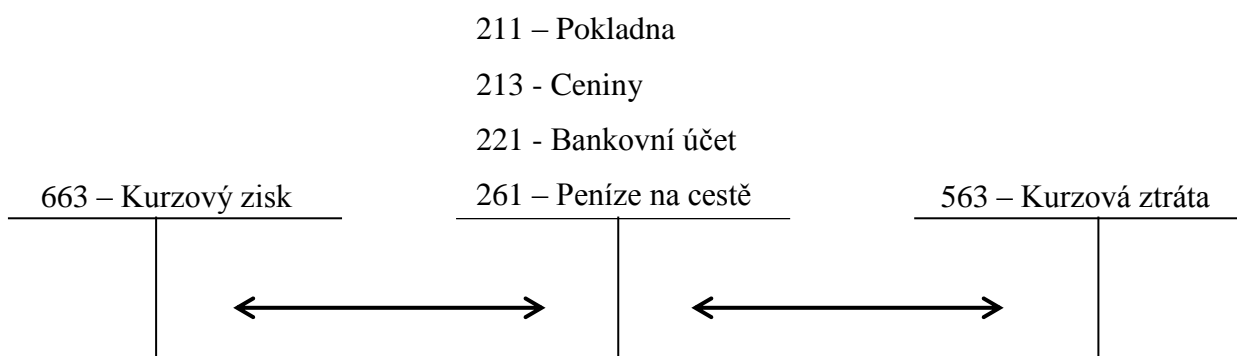 211 – Pokladna
213 - Ceniny
221 - Bankovní účet
663 – Kurzový zisk
261 – Peníze na cestě
563 – Kurzová ztráta